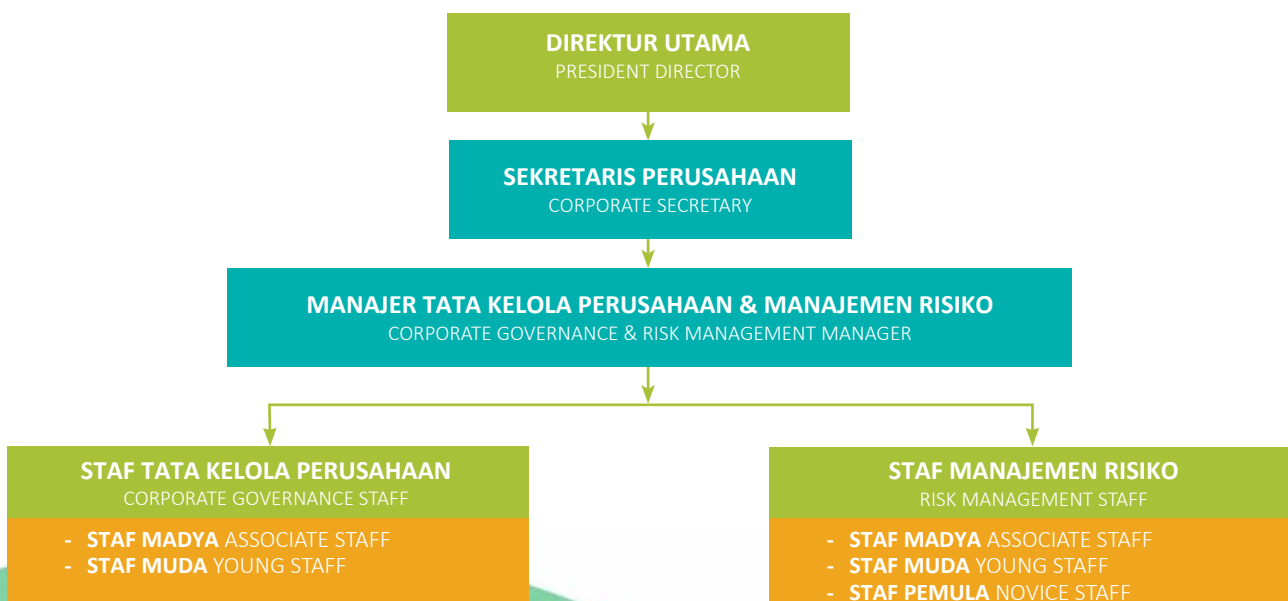 DIREKTUR UTAMA
PRESIDENT DIRECTOR
SEKRETARIS PERUSAHAAN
CORPORATE SECRETARY
MANAJER TATA KELOLA PERUSAHAAN & MANAJEMEN RISIKO
CORPORATE GOVERNANCE & RISK MANAGEMENT MANAGER
STAF TATA KELOLA PERUSAHAAN
CORPORATE GOVERNANCE STAFF
- STAF MADYA ASSOCIATE STAFF
- STAF MUDA YOUNG STAFF
STAF MANAJEMEN RISIKO
RISK MANAGEMENT STAFF
- STAF MADYA ASSOCIATE STAFF
- STAF MUDA YOUNG STAFF
- STAF PEMULA NOVICE STAFF